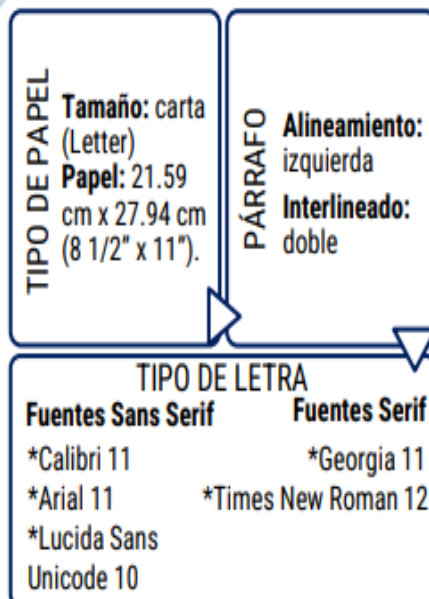 TIPO DE PAPEL
Tamaño: carta
(Letter)
Papel: 21.59
cm x 27.94 cm
(8 1/2” x 11”).
PÁRRAFO
Alineamiento:
izquierda
Interlineado:
doble
TIPO DE LETRA
Fuentes Sans Serif
*Calibri 11
*Arial 11
*Lucida Sans
Unicode 10
Fuentes Serif
*Georgia 11
*Times New Roman 12